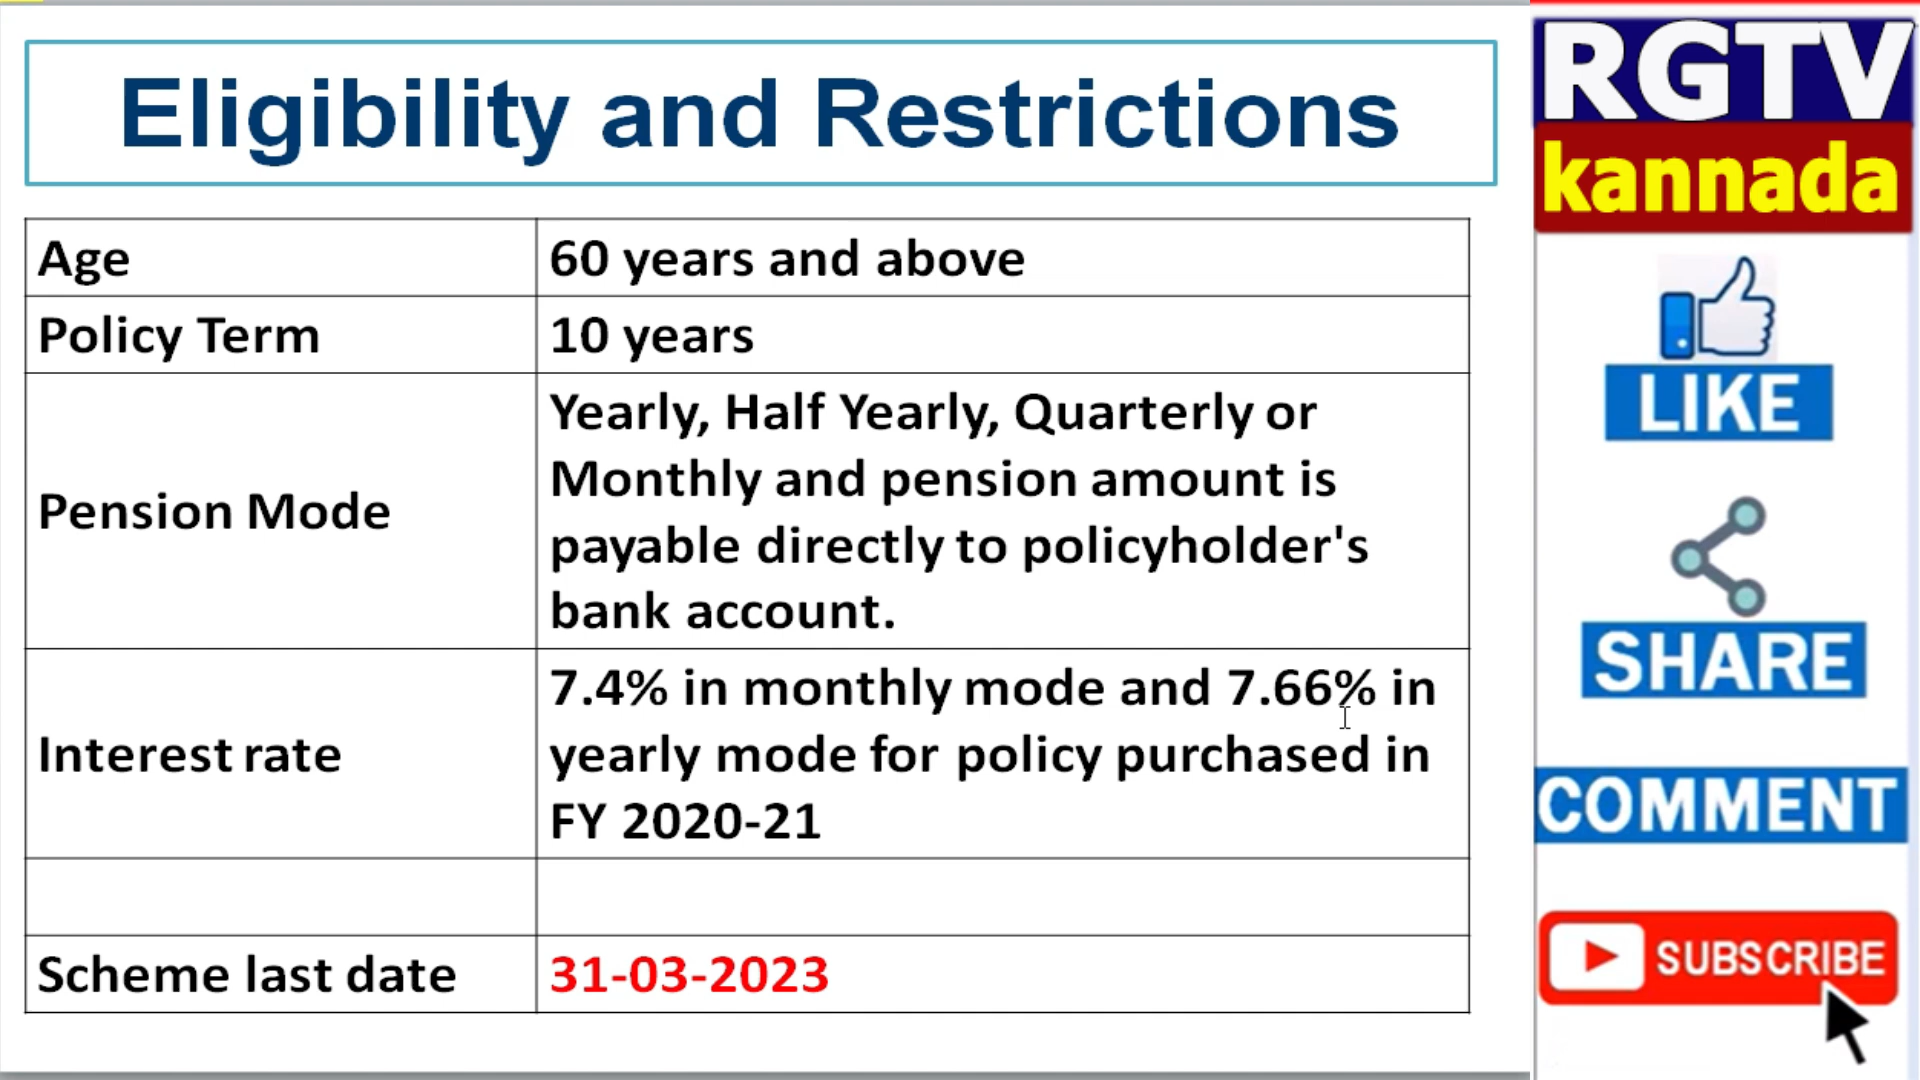 Eligibility and Restrictions
Age
60 years and above
Policy Term
10 years
Pension Mode
Yearly, Half Yearly, Quarterly or
Monthly and pension amount is
payable directly to policyholder's
bank account.
Interest rate
7.4% in monthly mode and 7.66% in
yearly mode for policy purchased in
FY 2020-21
Scheme last date
31-03-2023
RGTV
kannada
LIKE
SHARE
COMMENT
SUBSCRIBE